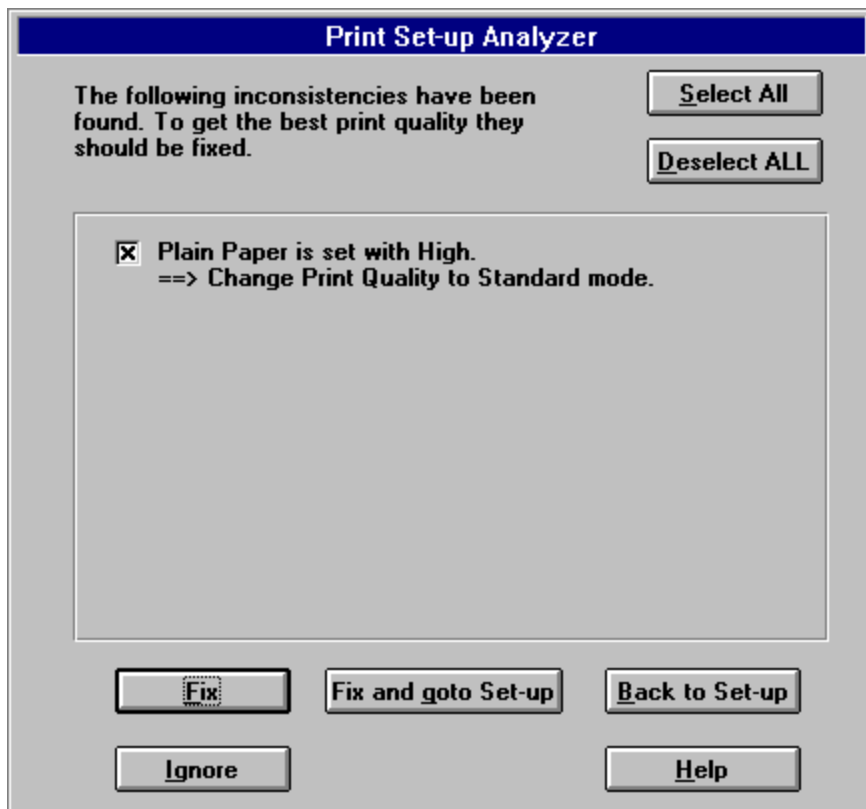 Print Set-up Analyzer
The following inconsistencies have been
found. To get the best print quality they
should be fixed.
Select All
Deselect ALL
Plain Paper is set with High.
==> Change Print Quality to Standard mode.
Fix
Fix and goto Set-up
Back to Set-up
Ignore
Help